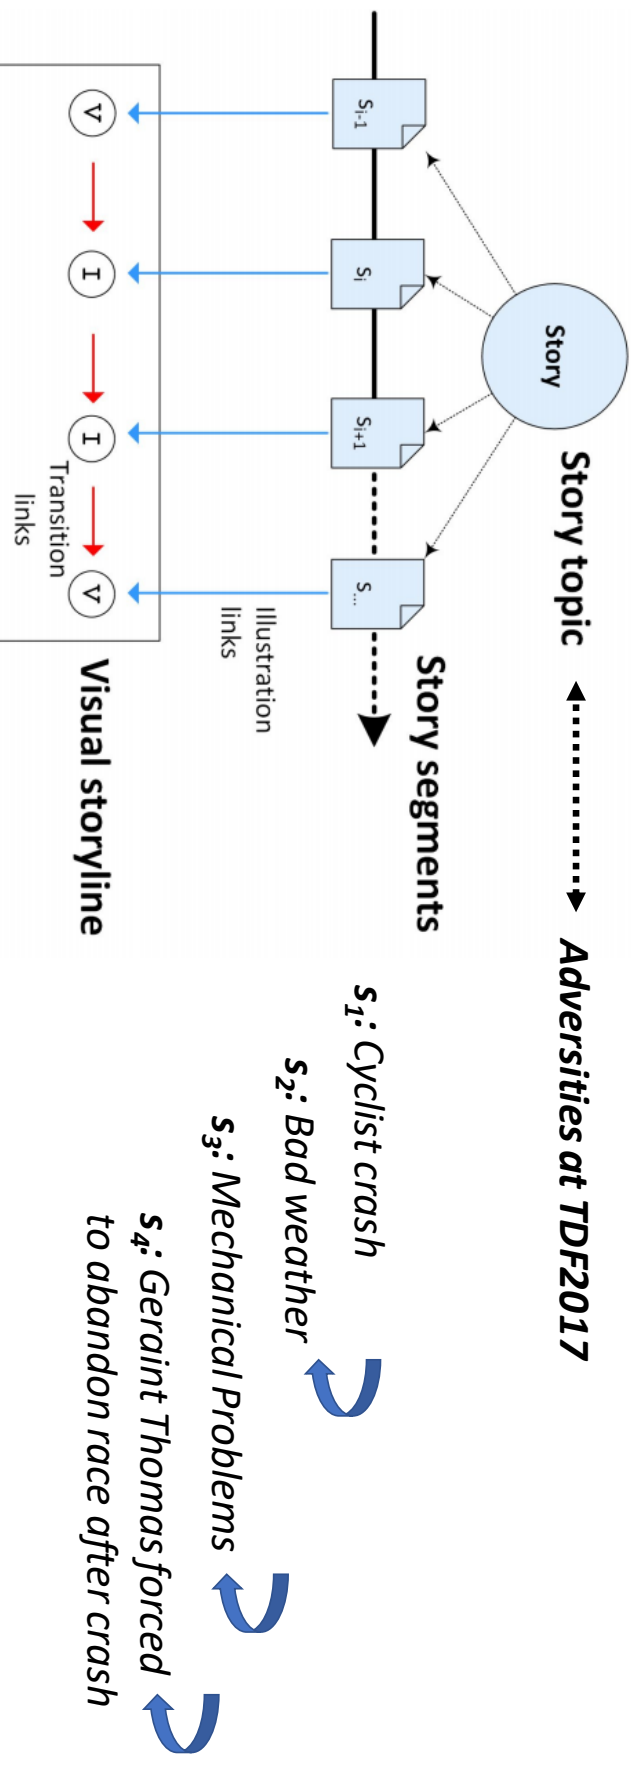 Story
Story topic
Adversities at TDF2017
Story segments
Sᵢ₋₁
Sᵢ
Sᵢ₊₁
S...
Illustration
links
V
I
I
V
Transition
links
Visual storyline
s₁: Cyclist crash
s₂: Bad weather
s₃: Mechanical Problems
s₄: Geraint Thomas forced
to abandon race after crash